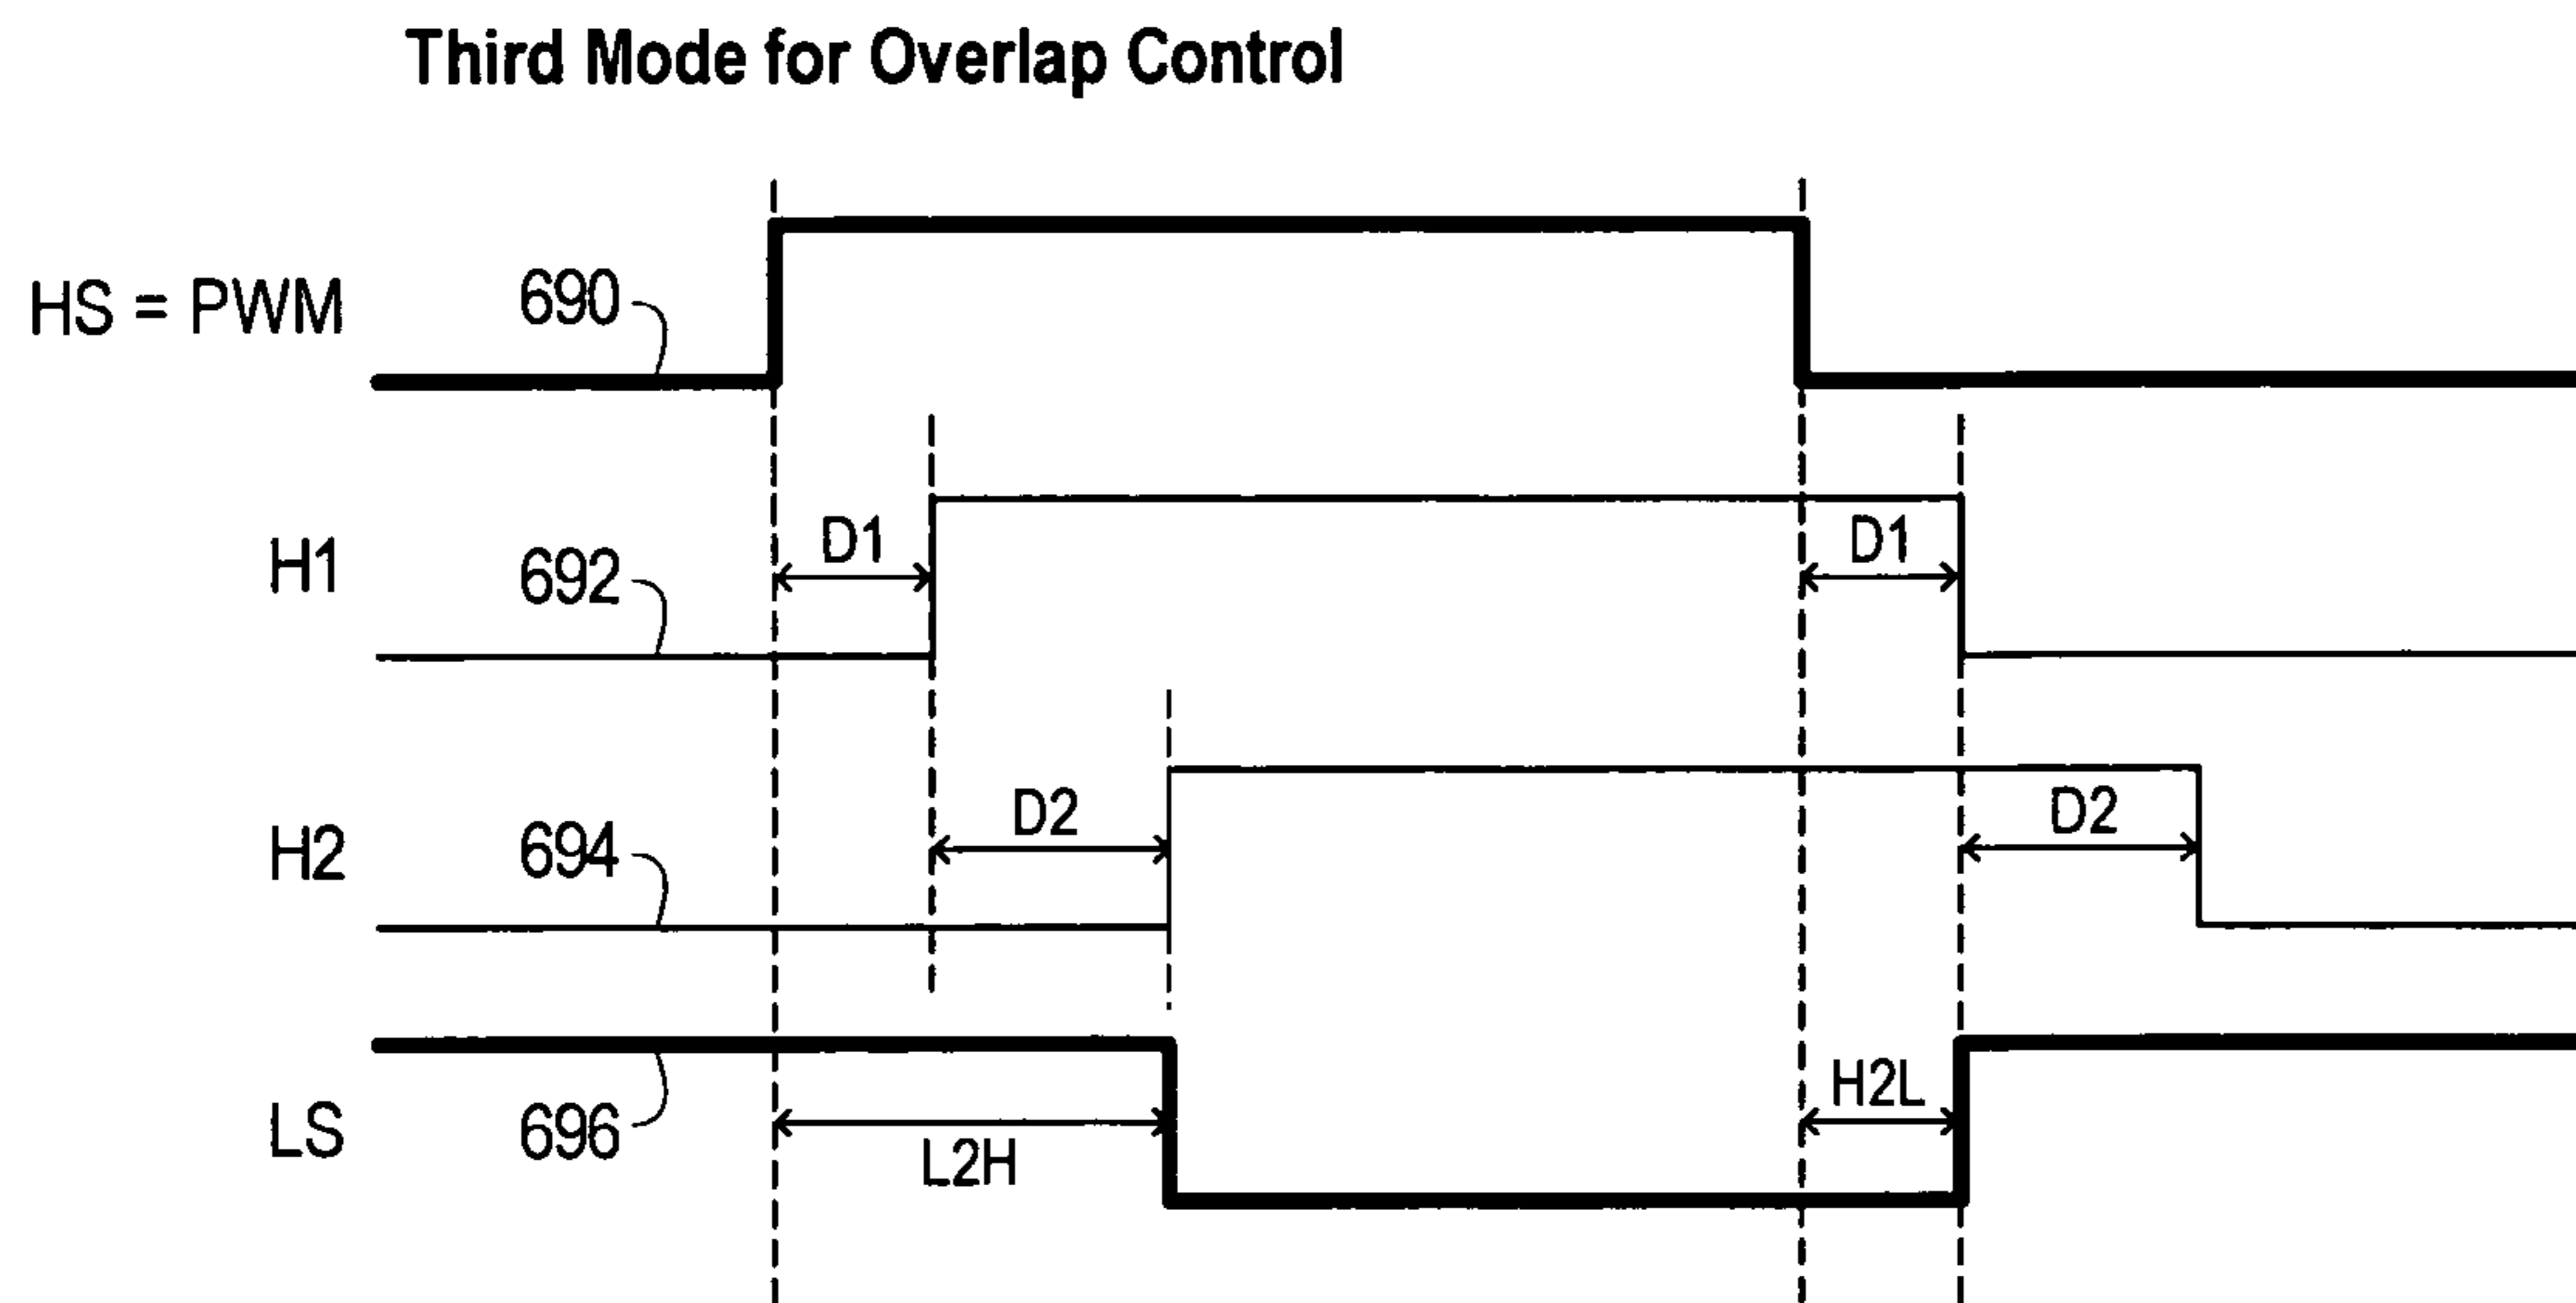 Third Mode for Overlap Control
HS = PWM
690
H1
692
D1
D1
H2
694
D2
D2
LS
696
L2H
H2L